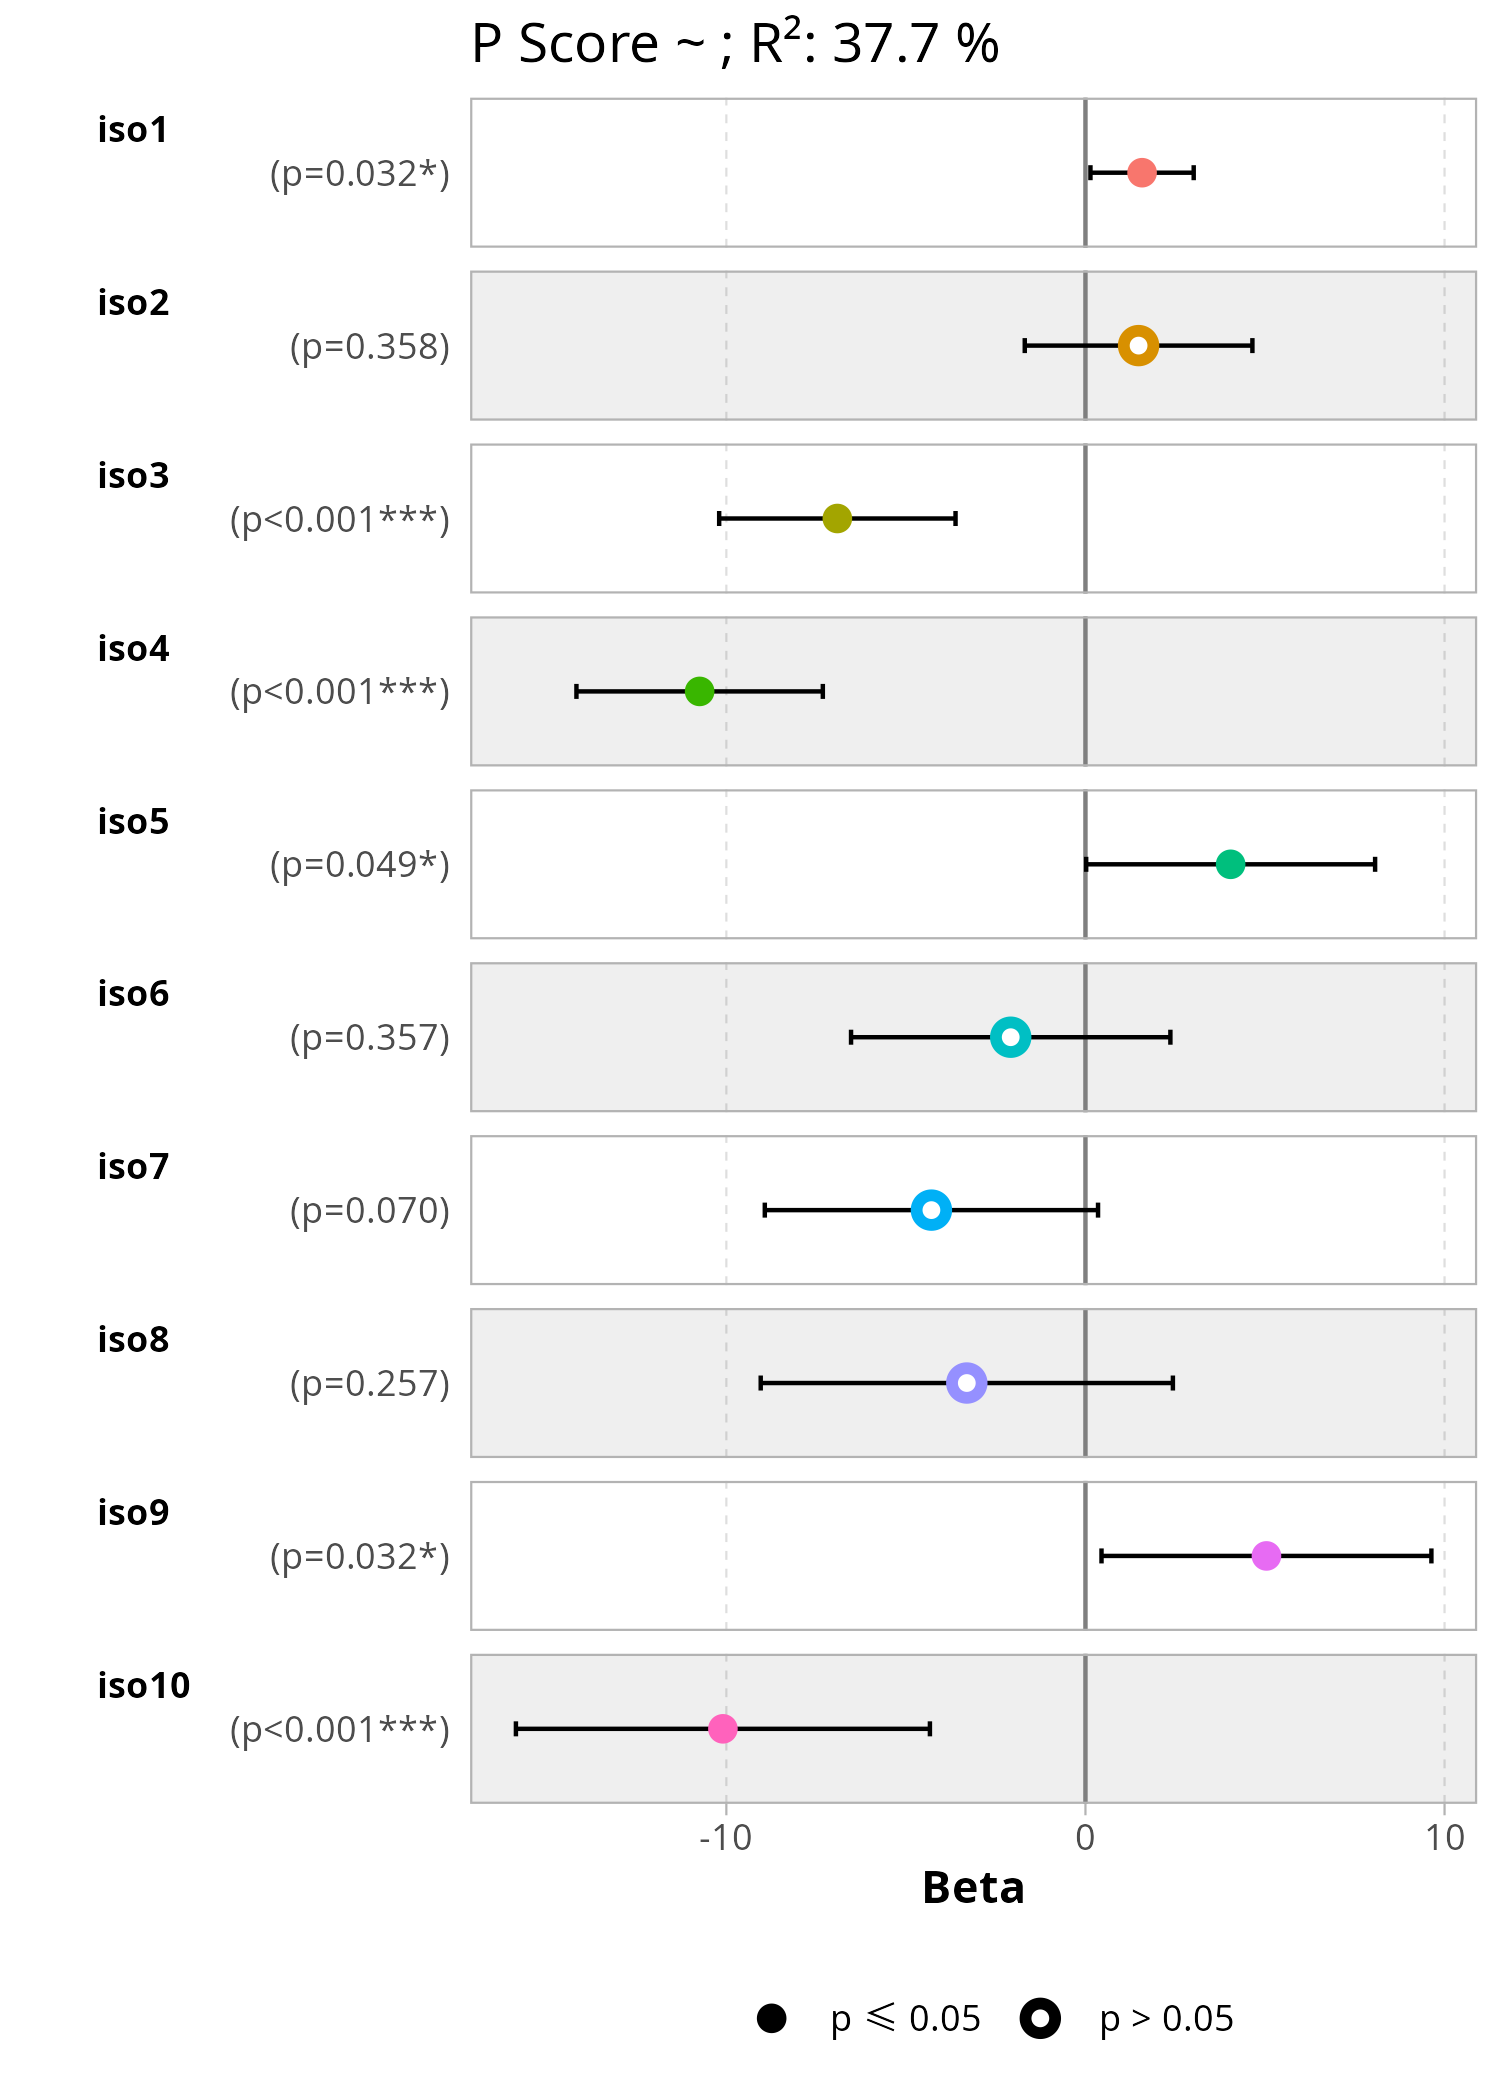 P Score ~ ; R²: 37.7 %
iso1
(p=0.032*)
iso2
(p=0.358)
iso3
(p<0.001***)
iso4
(p<0.001***)
iso5
(p=0.049*)
iso6
(p=0.357)
iso7
(p=0.070)
iso8
(p=0.257)
iso9
(p=0.032*)
iso10
(p<0.001***)
-10 0 10
Beta
p ⩽ 0.05 p > 0.05